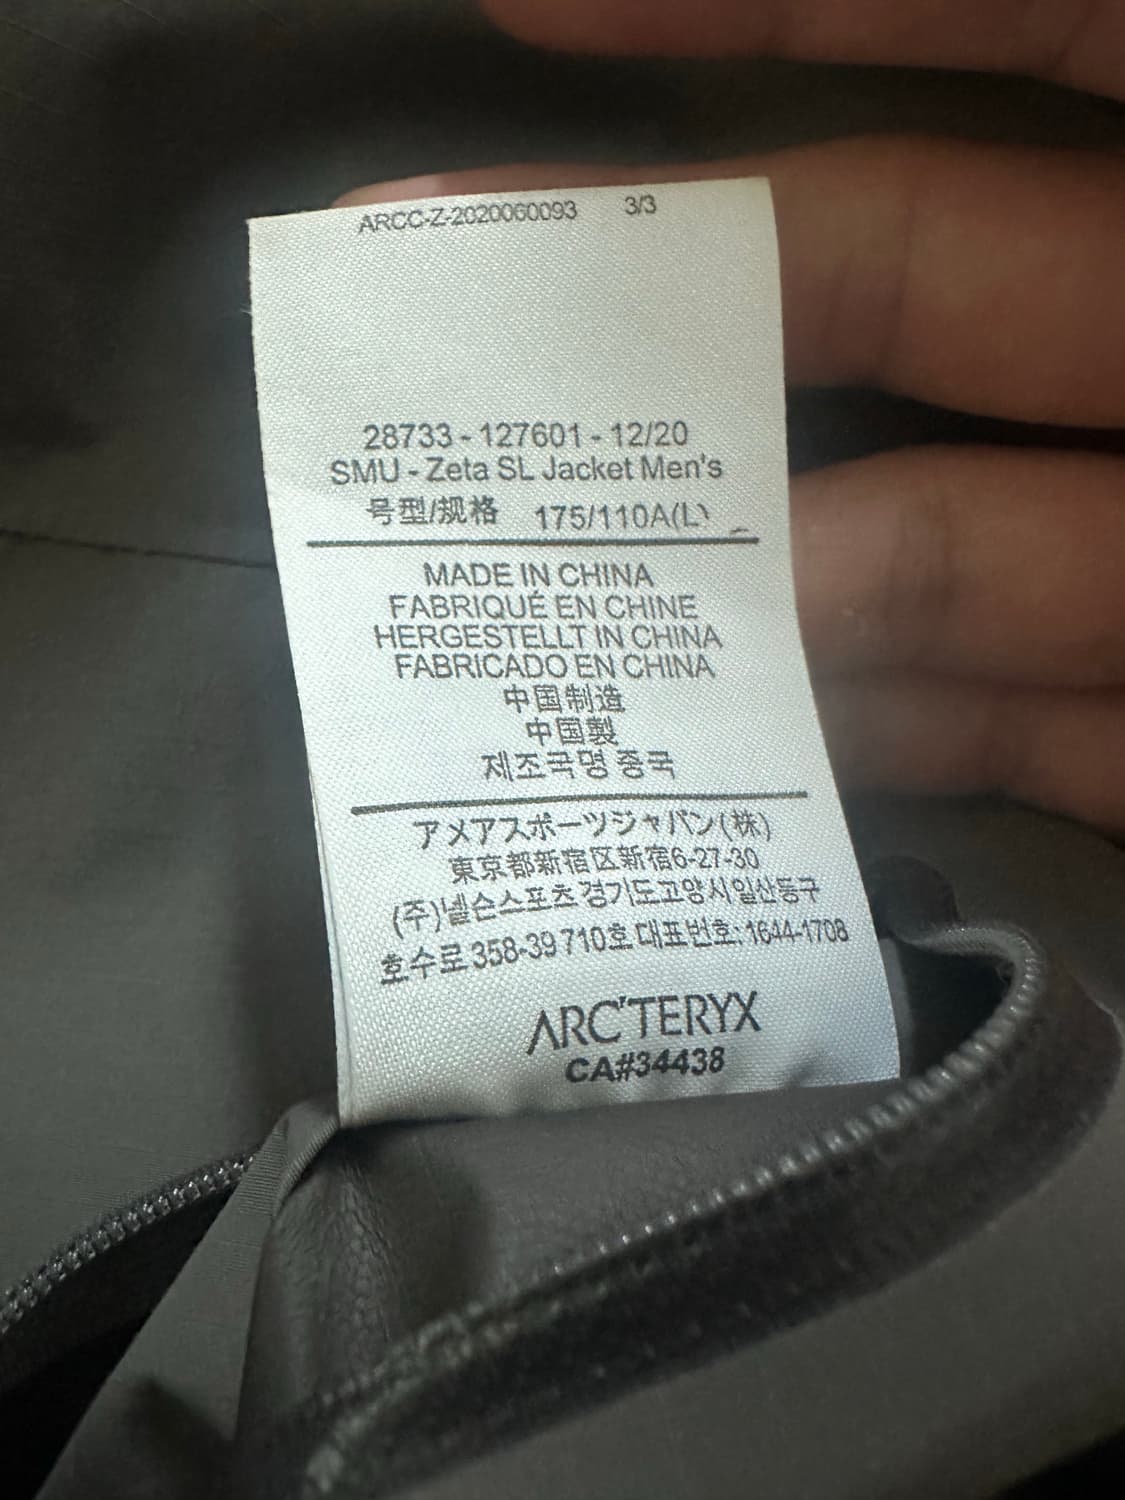 ARCC-Z-2020060093 3/3
28733 - 127601 - 12/20
SMU - Zeta SL Jacket Men's
号型/规格 175/110A(L)
MADE IN CHINA
FABRIQUÉ EN CHINE
HERGESTELLT IN CHINA
FABRICADO EN CHINA
中国制造
中国製
제조국명 중국
アメアスポーツジャパン(株)
東京都新宿区新宿6-27-30
(주)넬슨스포츠 경기도고양시일산동구
호수로 358-39 710호 대표번호: 1644-1708
ARC'TERYX
CA#34438